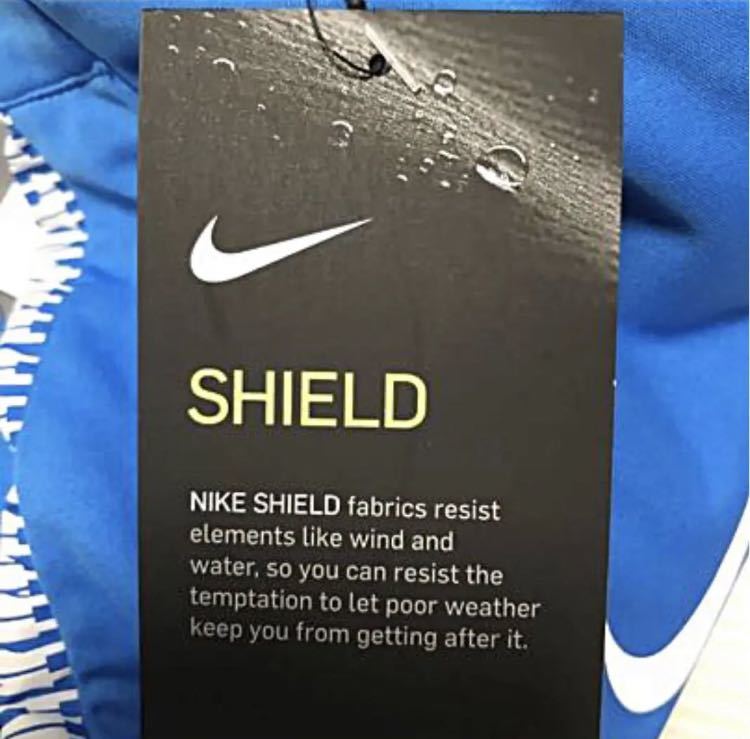 SHIELD
NIKE SHIELD fabrics resist
elements like wind and
water, so you can resist the
temptation to let poor weather
keep you from getting after it.